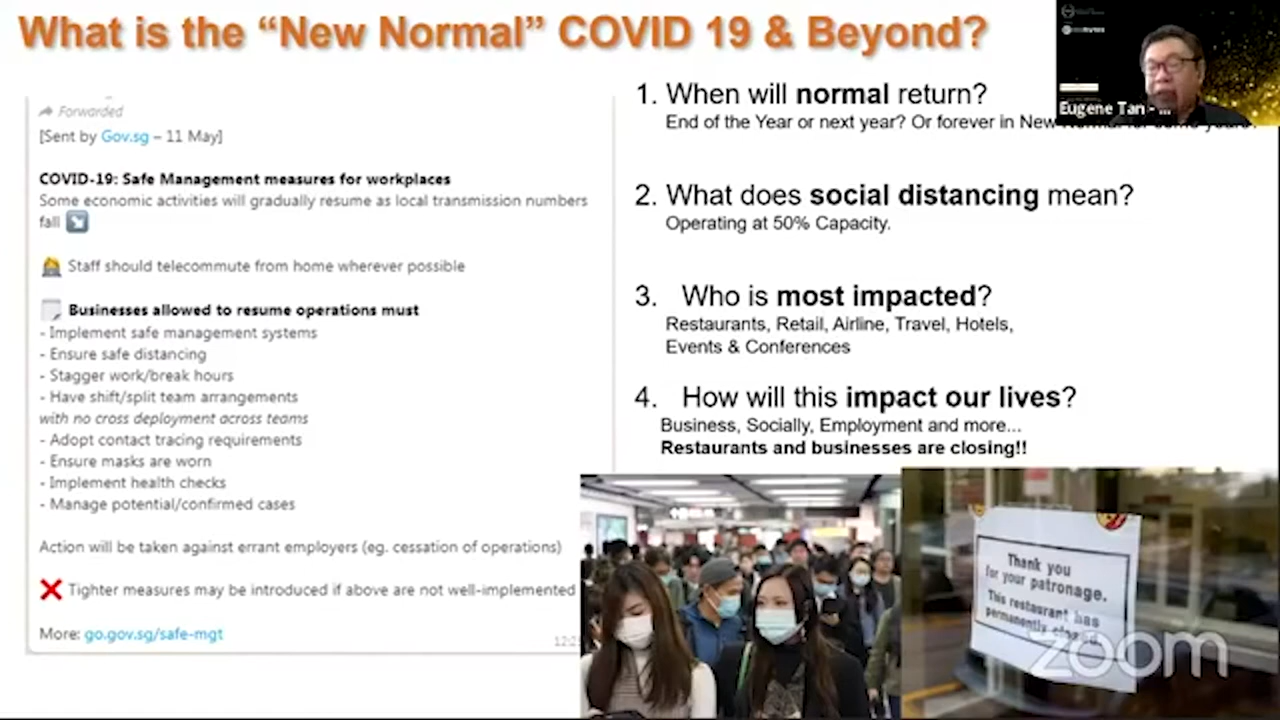 What is the “New Normal” COVID 19 & Beyond?
Forwarded
[Sent by Gov.sg – 11 May]
COVID-19: Safe Management measures for workplaces
Some economic activities will gradually resume as local transmission numbers
fall
Staff should telecommute from home wherever possible
Businesses allowed to resume operations must
- Implement safe management systems
- Ensure safe distancing
- Stagger work/break hours
- Have shift/split team arrangements
with no cross deployment across teams
- Adopt contact tracing requirements
- Ensure masks are worn
- Implement health checks
- Manage potential/confirmed cases
Action will be taken against errant employers (eg. cessation of operations)
Tighter measures may be introduced if above are not well-implemented
More: go.gov.sg/safe-mgt
1. When will normal return?
End of the Year or next year? Or forever in New Normal for some years?
2. What does social distancing mean?
Operating at 50% Capacity.
3. Who is most impacted?
Restaurants, Retail, Airline, Travel, Hotels,
Events & Conferences
4. How will this impact our lives?
Business, Socially, Employment and more...
Restaurants and businesses are closing!!
Eugene Tan - ...
Thank you
for your patronage.
This restaurant has
permanently closed.
zoom